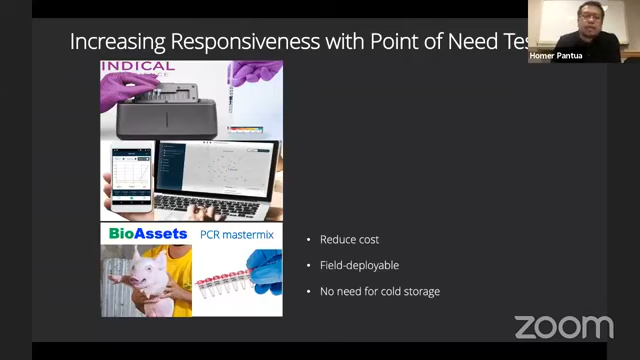 Increasing Responsiveness with Point of Need
Homer Pantua
INDICAL
BioAssets PCR mastermix
• Reduce cost
• Field-deployable
• No need for cold storage
zoom